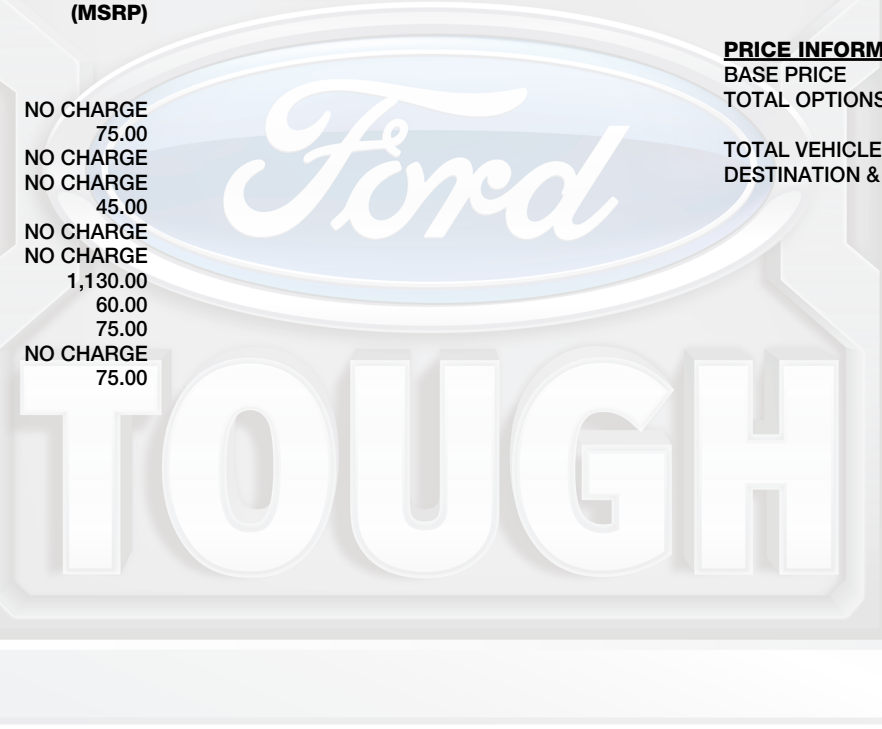 (MSRP)
NO CHARGE
75.00
NO CHARGE
NO CHARGE
45.00
NO CHARGE
NO CHARGE
1,130.00
60.00
75.00
NO CHARGE
75.00
PRICE INFORM
BASE PRICE
TOTAL OPTIONS
TOTAL VEHICLE
DESTINATION &
Ford
TOUGH